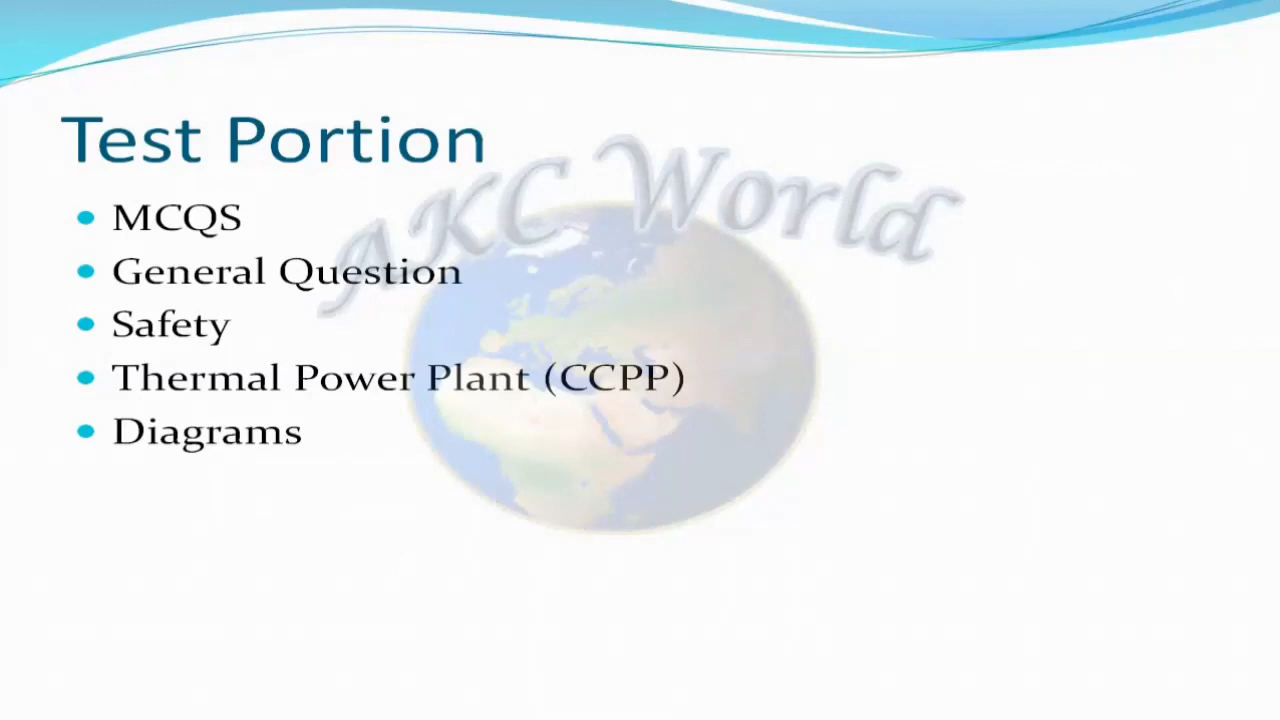 Test Portion
AKC World
MCQS
General Question
Safety
Thermal Power Plant (CCPP)
Diagrams